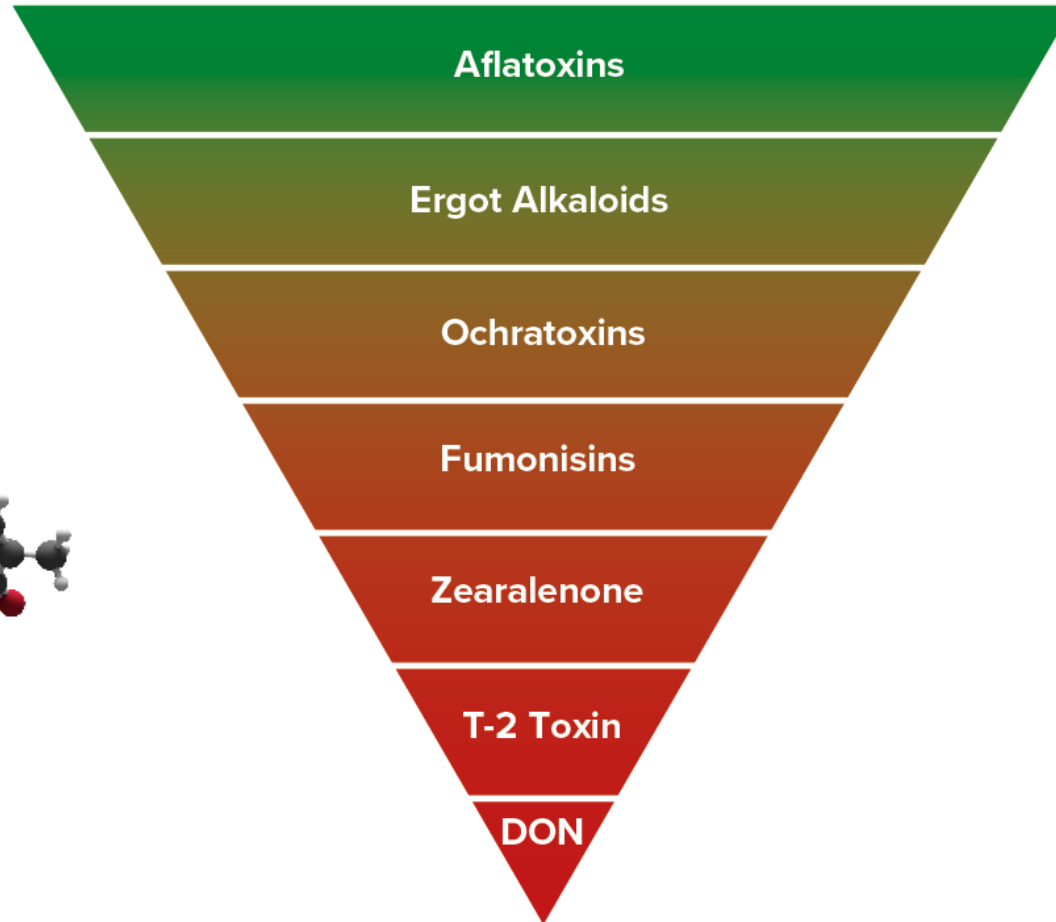 Aflatoxins
Ergot Alkaloids
Ochratoxins
Fumonisins
Zearalenone
T-2 Toxin
DON